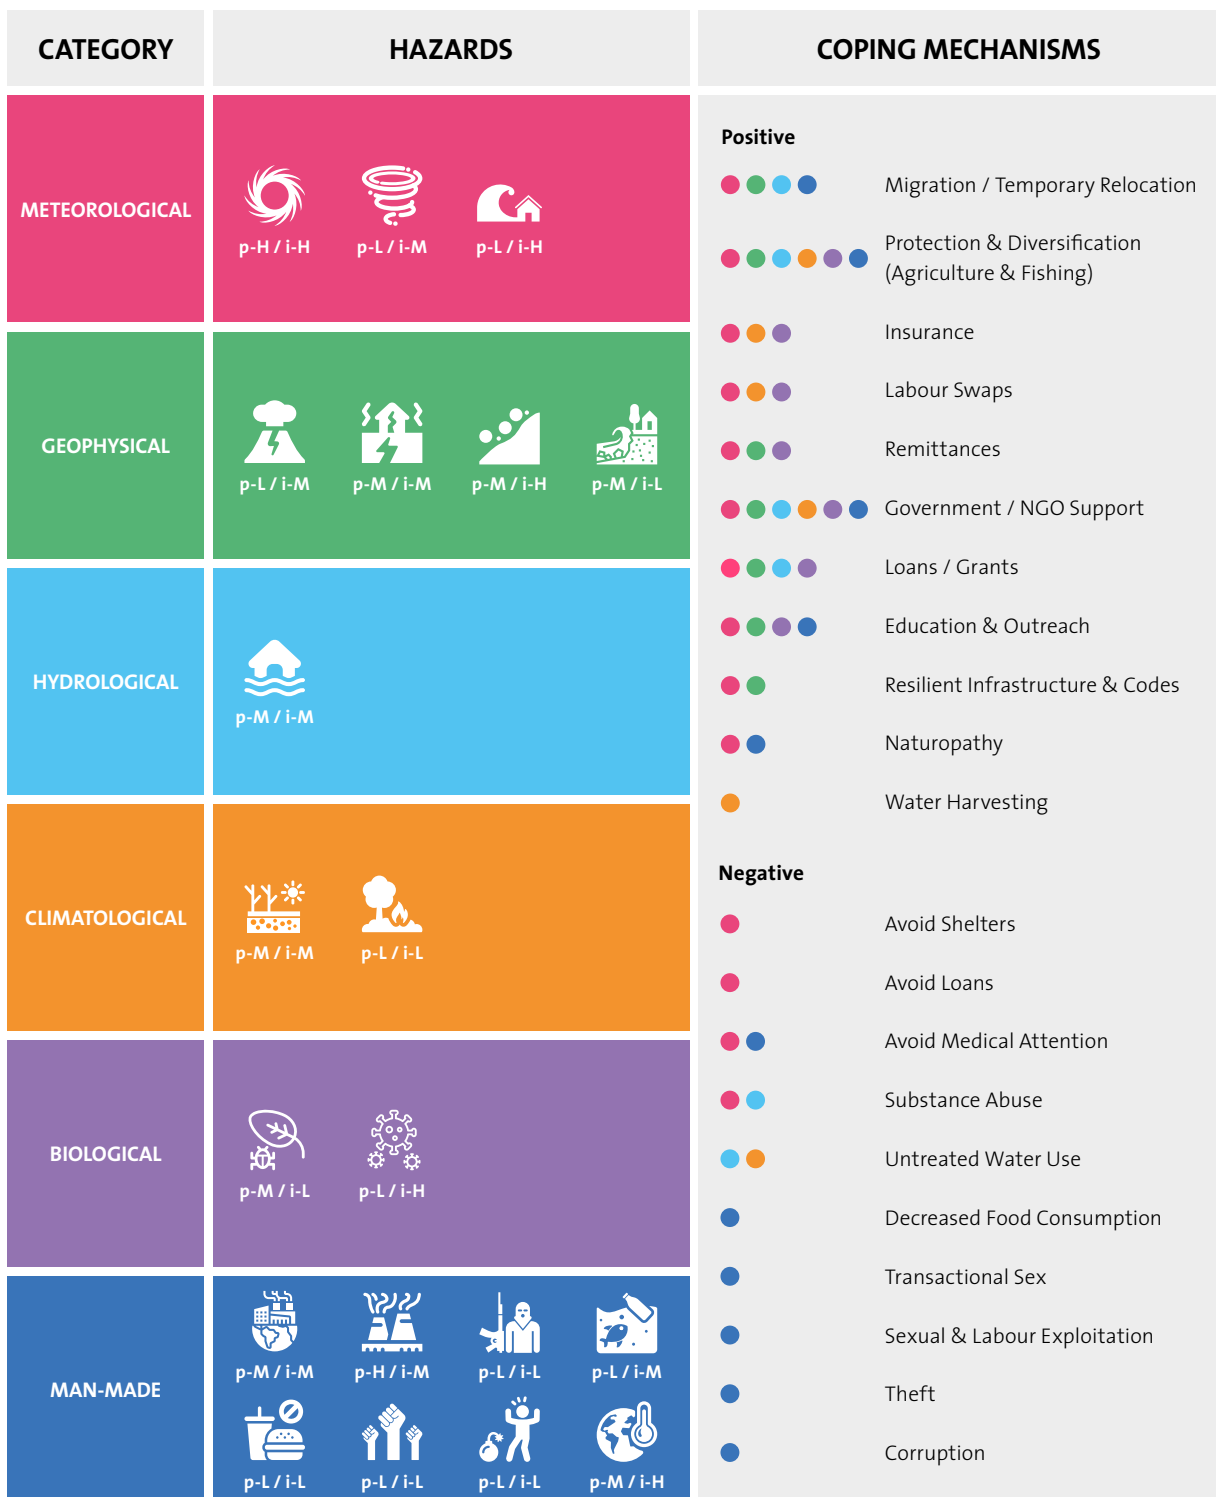 CATEGORY
HAZARDS
COPING MECHANISMS
METEOROLOGICAL
p-H / i-H
p-L / i-M
p-L / i-H
GEOPHYSICAL
p-L / i-M
p-M / i-M
p-M / i-H
p-M / i-L
HYDROLOGICAL
p-M / i-M
CLIMATOLOGICAL
p-M / i-M
p-L / i-L
BIOLOGICAL
p-M / i-L
p-L / i-H
MAN-MADE
p-M / i-M
p-H / i-M
p-L / i-L
p-L / i-M
p-L / i-L
p-L / i-L
p-L / i-L
p-M / i-H
Positive
Migration / Temporary Relocation
Protection & Diversification
(Agriculture & Fishing)
Insurance
Labour Swaps
Remittances
Government / NGO Support
Loans / Grants
Education & Outreach
Resilient Infrastructure & Codes
Naturopathy
Water Harvesting
Negative
Avoid Shelters
Avoid Loans
Avoid Medical Attention
Substance Abuse
Untreated Water Use
Decreased Food Consumption
Transactional Sex
Sexual & Labour Exploitation
Theft
Corruption